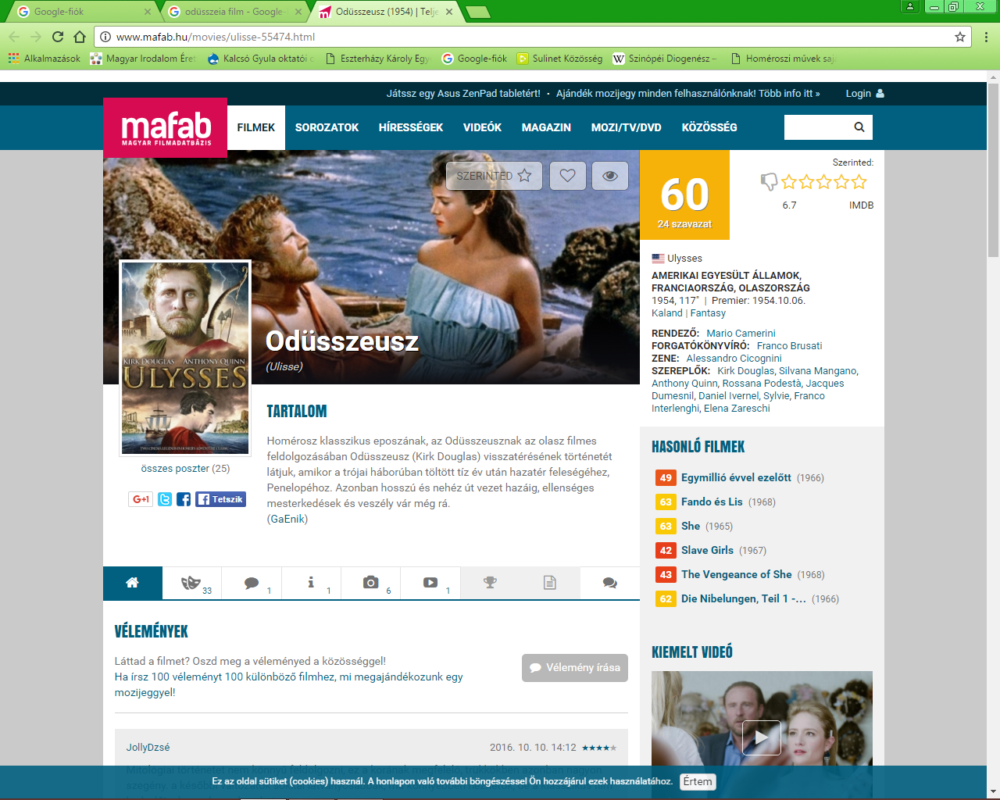 Google-fiók
odüsszeia film - Google-
Odüsszeusz (1954) | Telje
www.mafab.hu/movies/ulisse-55474.html
Alkalmazások
Magyar Irodalom Éret
Kalcsó Gyula oktatói
Eszterházy Károly Egy
Google-fiók
Sulinet Közösség
Szinópéi Diogenész –
Homéroszi művek saj
Játssz egy Asus ZenPad tabletért! • Ajándék mozijegy minden felhasználónknak! Több info itt »
Login
mafab
MAGYAR FILMADATBÁZIS
FILMEK
SOROZATOK
HÍRESSÉGEK
VIDEÓK
MAGAZIN
MOZI/TV/DVD
KÖZÖSSÉG
SZERINTED
Odüsszeusz
(Ulisse)
KIRK DOUGLAS ANTHONY QUINN
ULYSSES
összes poszter (25)
G+1
Tetszik
TARTALOM
Homérosz klasszikus eposzának, az Odüsszeusznak az olasz filmes
feldolgozásában Odüsszeusz (Kirk Douglas) visszatérésének történetét
látjuk, amikor a trójai háborúban töltött tíz év után hazatér feleségéhez,
Penelopéhoz. Azonban hosszú és nehéz út vezet hazáig, ellenséges
mesterkedések és veszély vár még rá.
(GaEnik)
33
1
1
6
1
VÉLEMÉNYEK
Láttad a filmet? Oszd meg a véleményed a közösséggel!
Ha írsz 100 véleményt 100 különböző filmhez, mi megajándékozunk egy
mozijeggyel!
Vélemény írása
JollyDzsé
2016. 10. 10. 14:12
60
24 szavazat
Szerinted:
6.7
IMDB
Ulysses
AMERIKAI EGYESÜLT ÁLLAMOK,
FRANCIAORSZÁG, OLASZORSZÁG
1954, 117" | Premier: 1954.10.06.
Kaland | Fantasy
RENDEZŐ: Mario Camerini
FORGATÓKÖNYVÍRÓ: Franco Brusati
ZENE: Alessandro Cicognini
SZEREPLŐK: Kirk Douglas, Silvana Mangano,
Anthony Quinn, Rossana Podestà, Jacques
Dumesnil, Daniel Ivernel, Sylvie, Franco
Interlenghi, Elena Zareschi
HASONLÓ FILMEK
49 Egymillió évvel ezelőtt (1966)
63 Fando és Lis (1968)
63 She (1965)
42 Slave Girls (1967)
43 The Vengeance of She (1968)
62 Die Nibelungen, Teil 1 -... (1966)
KIEMELT VIDEÓ
Ez az oldal sütiket (cookies) használ. A honlapon való további böngészéssel Ön hozzájárul ezek használatához.
Értem